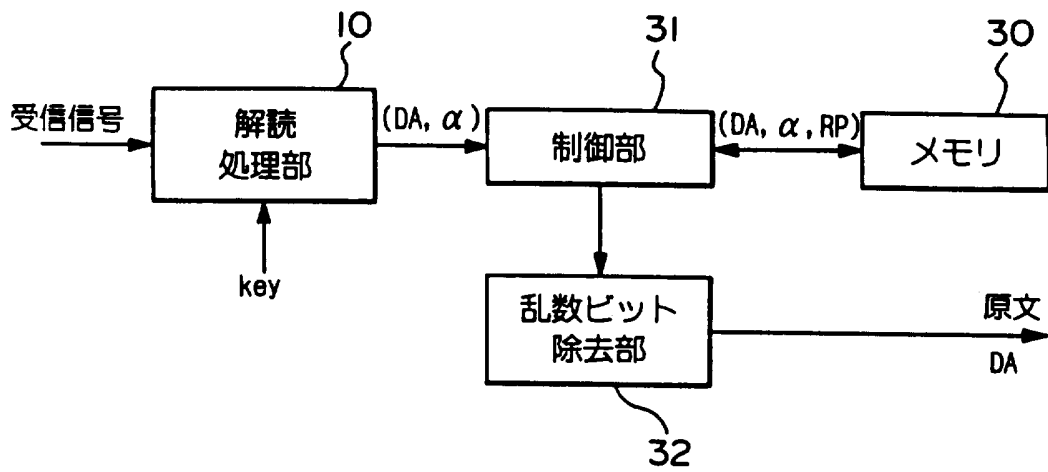 10
31
30
受信信号
解読
処理部
(DA, α)
制御部
(DA, α, RP)
メモリ
key
乱数ビット
除去部
原文
DA
32